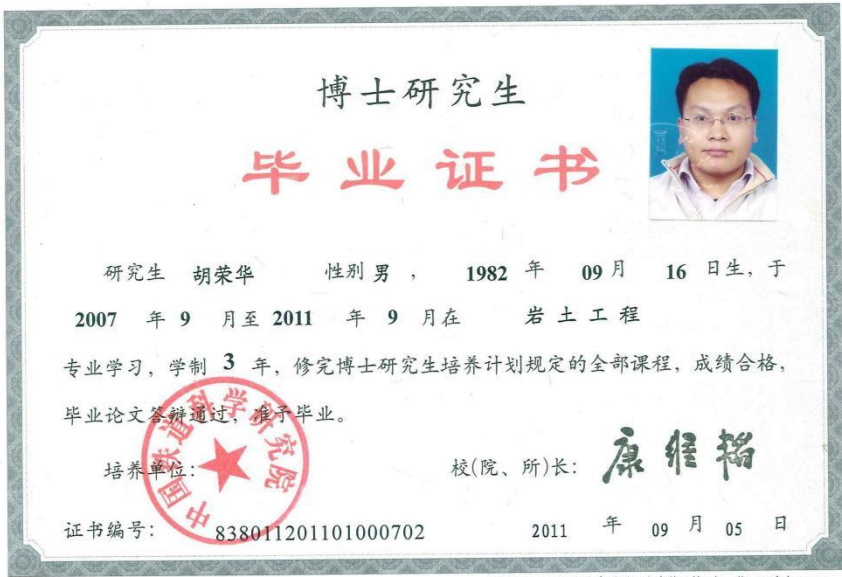 博士研究生
毕业证书
研究生 胡荣华 性别 男 , 1982 年 09 月 16 日生, 于
2007 年 9 月至 2011 年 9 月在 岩土工程
专业学习, 学制 3 年, 修完博士研究生培养计划规定的全部课程, 成绩合格,
毕业论文答辩通过, 准予毕业。
中国铁道科学研究院
培养单位:
校(院、所)长:
证书编号: 838011201101000702 2011 年 09 月 05 日